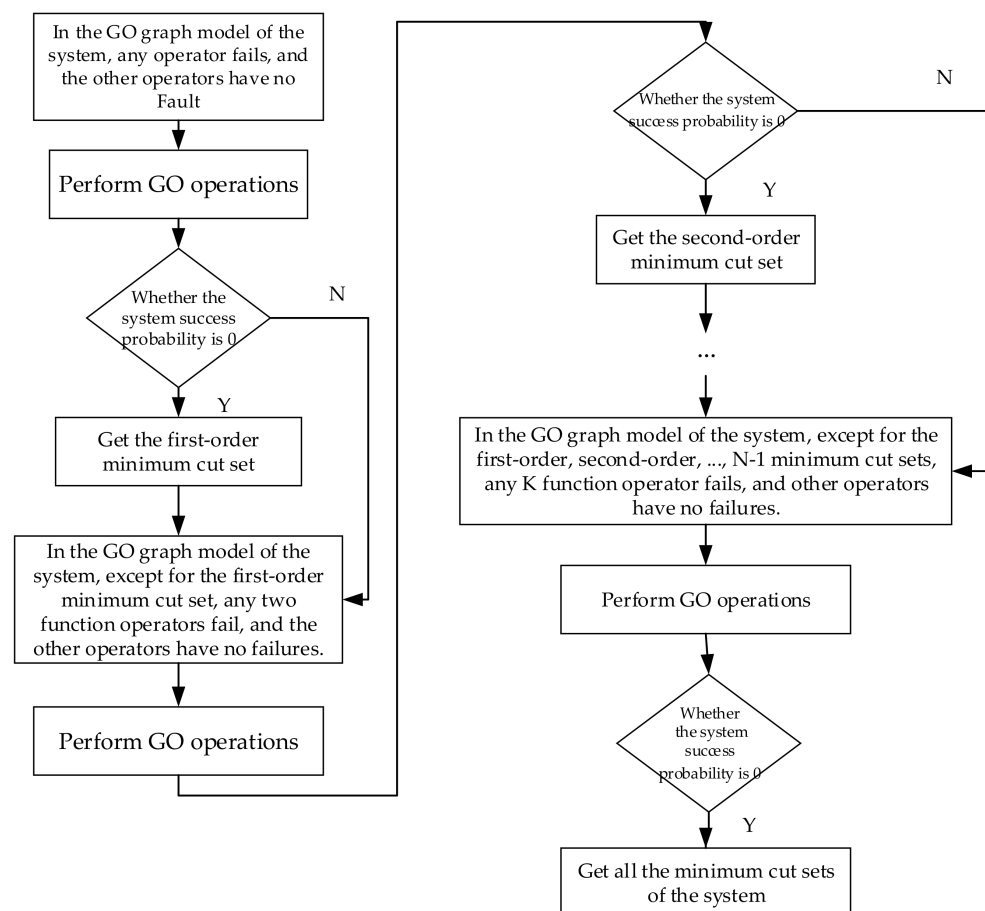 In the GO graph model of the
system, any operator fails, and
the other operators have no
Fault
Perform GO operations
Whether the
system success
probability is 0
N
Y
Get the first-order
minimum cut set
In the GO graph model of the
system, except for the first-order
minimum cut set, any two
function operators fail, and the
other operators have no failures.
Perform GO operations
Whether the system
success probability is 0
N
Y
Get the second-order
minimum cut set
...
In the GO graph model of the system, except for the
first-order, second-order, ..., N-1 minimum cut sets,
any K function operator fails, and other operators
have no failures.
Perform GO operations
Whether
the system
success
probability is 0
Y
Get all the minimum cut sets
of the system